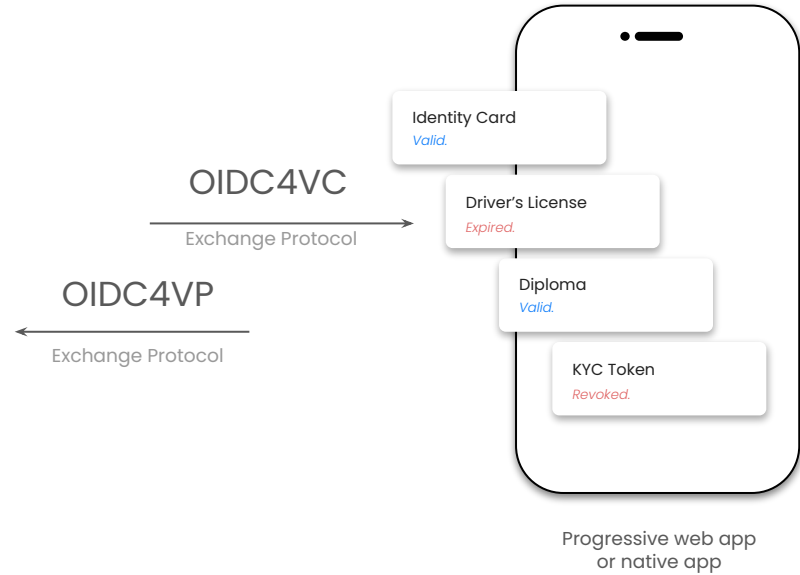 Identity Card
Valid.
OIDC4VC
Exchange Protocol
Driver’s License
Expired.
OIDC4VP
Exchange Protocol
Diploma
Valid.
KYC Token
Revoked.
Progressive web app
or native app